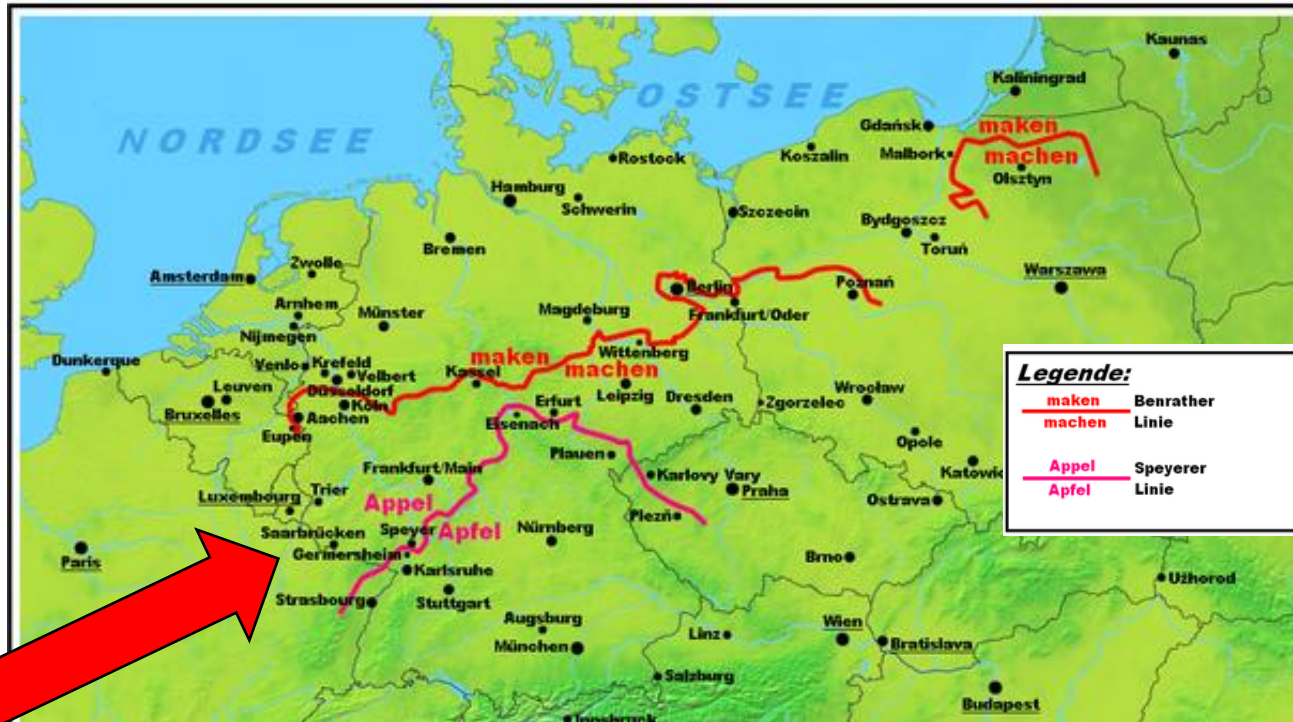 Kaunas
Kaliningrad
OSTSEE
NORDSEE
Gdańsk
maken
Koszalin
Malbork
machen
Rostock
Olsztyn
Hamburg
Schwerin
Szczecin
Bydgoszcz
Toruń
Bremen
Zwolle
Amsterdam
Berlin
Poznań
Warszawa
Arnhem
Münster
Magdeburg
Frankfurt/Oder
Nijmegen
Wittenberg
Dunkerque
Venlo
Krefeld
Velbert
maken
Kassel
machen
Leuven
Düsseldorf
Leipzig
Dresden
Zgorzelec
Wrocław
Bruxelles
Köln
Aachen
Erfurt
Eisenach
Eupen
Opole
Plauen
Katowic
Frankfurt/Main
Karlovy Vary
Praha
Ostrava
Luxembourg
Trier
Appel
Plezň
Saarbrücken
Speyer
Apfel
Nürnberg
Germersheim
Paris
Karlsruhe
Brno
Strasbourg
Stuttgart
Užhorod
Augsburg
Linz
Wien
München
Bratislava
Salzburg
Budapest
Innsbruck
Legende:
maken Benrather
machen Linie
Appel Speyerer
Apfel Linie